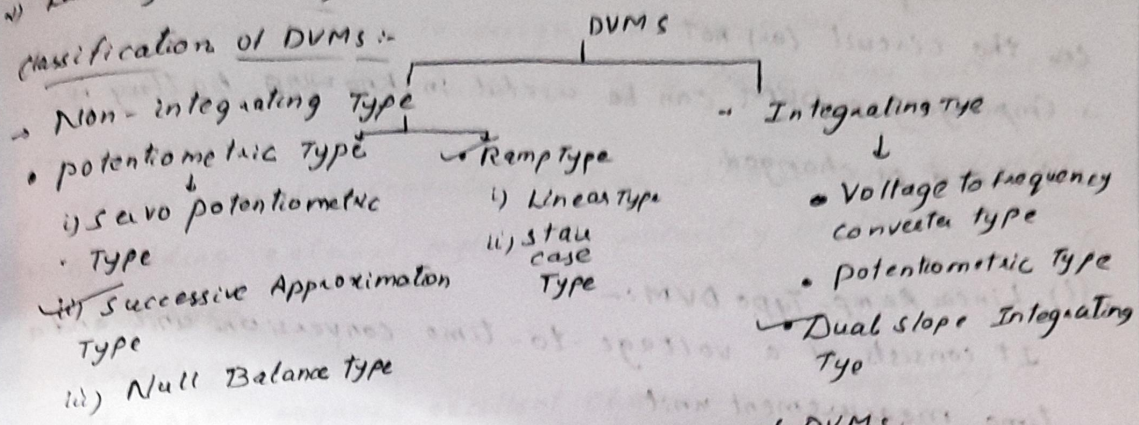 DVMS
Classification of DVMs :-
→ Non-integrating Type
→ Integrating Tye
• potentiometric Type
✓ Ramp Type
i) servo potentiometric
Type
ii) Successive Approximation
Type
iii) Null Balance Type
i) Linear Type
ii) stair
case
Type
• Voltage to frequency
converter type
• potentiometric Type
✓ Dual slope Integrating
Type
DVMs